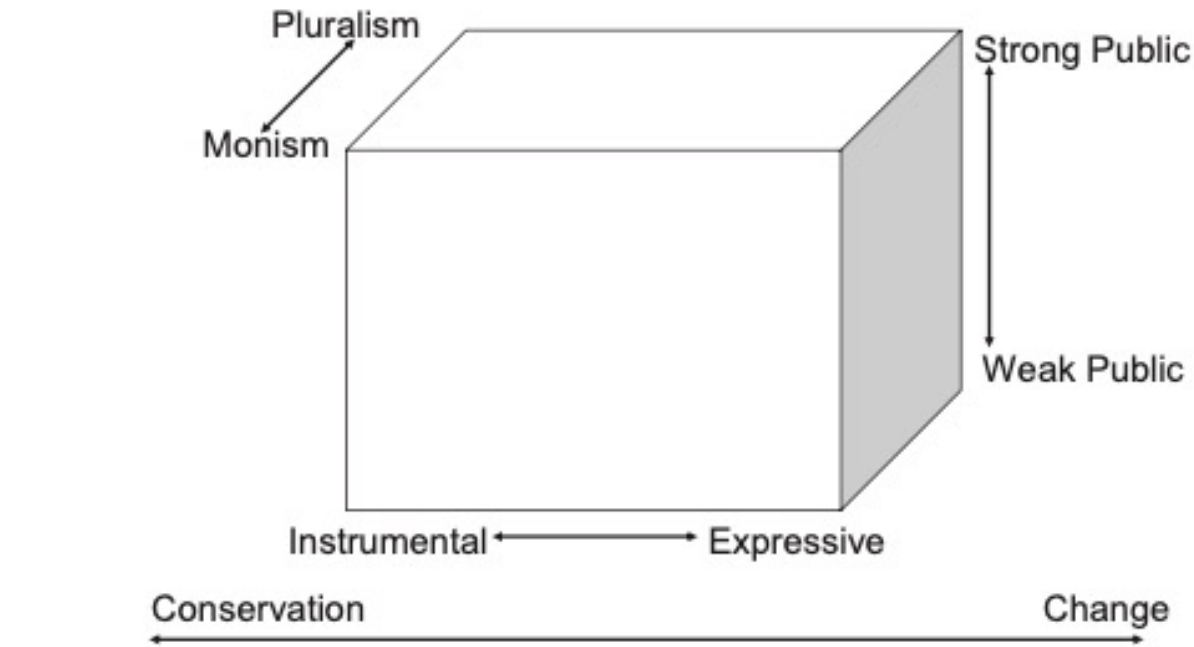 Pluralism
Strong Public
Monism
Weak Public
Instrumental
Expressive
Conservation
Change